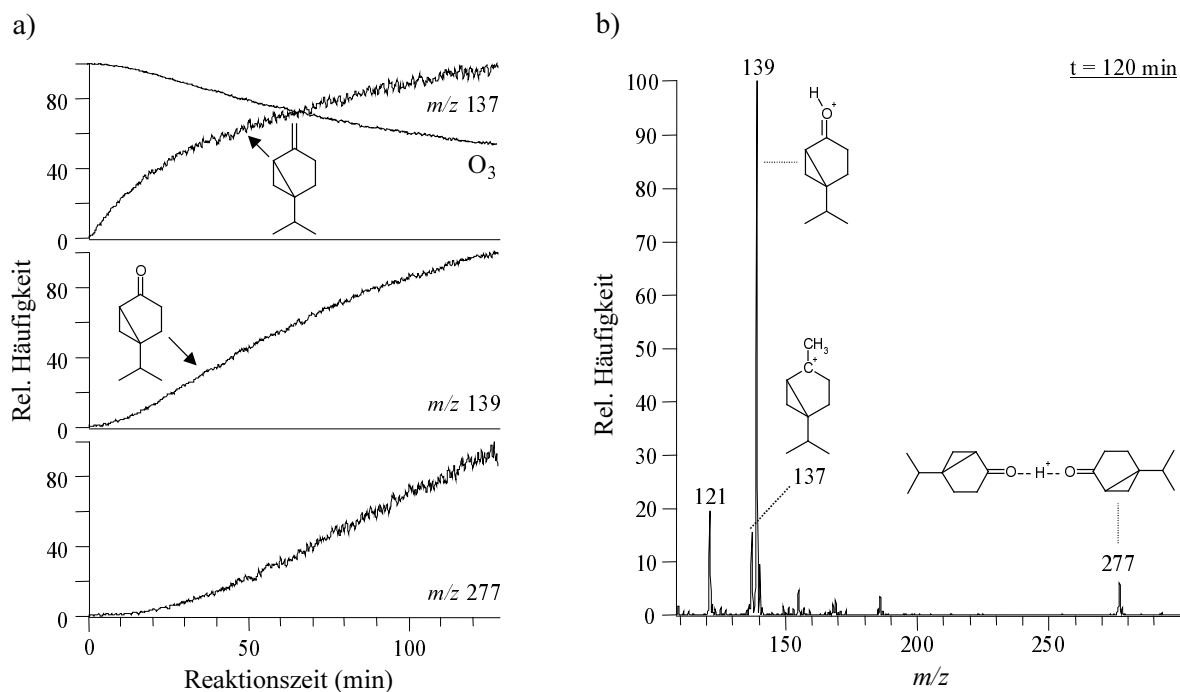 a)
80
40
0
m/z 137
O3
O
80
40
0
m/z 139
80
40
0
m/z 277
0
50
100
Rel. Häufigkeit
Reaktionszeit (min)
b)
t = 120 min
139
100
90
80
70
60
50
40
30
20
10
0
H
O+
CH3
C+
137
121
O--H+--O
277
150
200
250
Rel. Häufigkeit
m/z